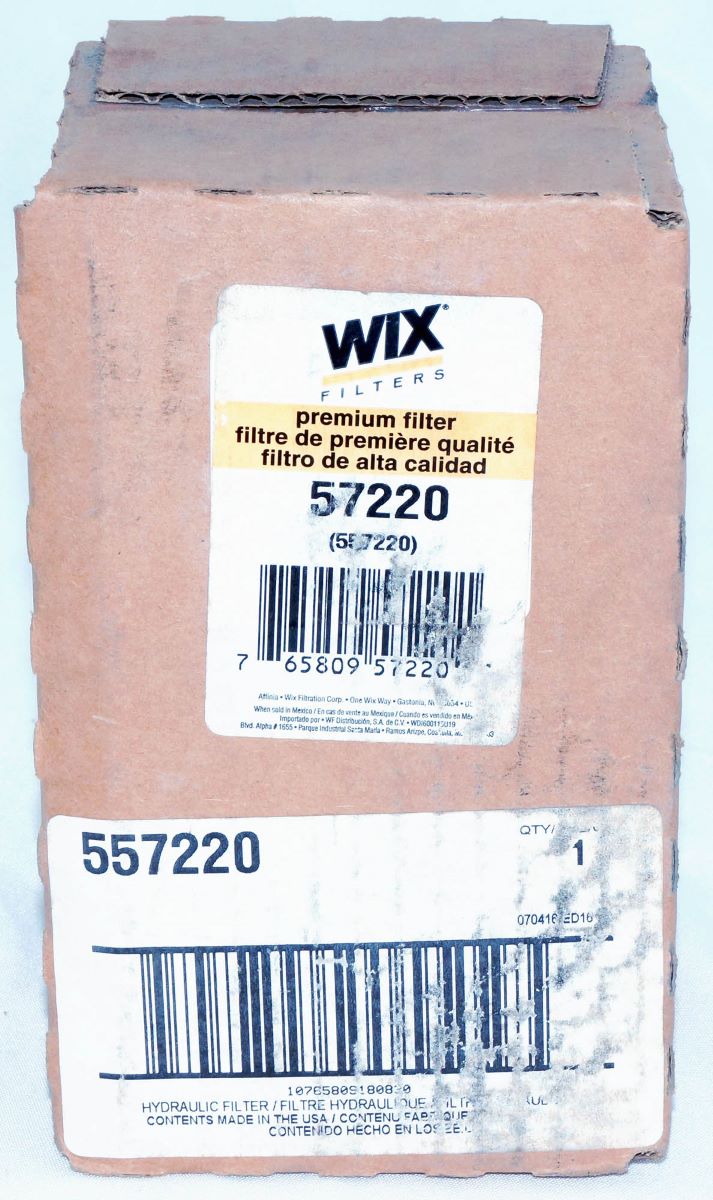 WIX®
FILTERS
premium filter
filtre de première qualité
filtro de alta calidad
57220
(557220)
7 65809 57220
Affinia • Wix Filtration Corp. • One Wix Way • Gastonia,
When sold in Mexico / En cas de vente au Mexique / Cuando es vendido en
Importado por • WF Distribución, S.A. de C.V. •
Blvd. Alpha # 1655 • Parque Industrial Santa María • Ramos Arizpe,
557220
1
HYDRAULIC FILTER / FILTRE HYDRAULIQUE
CONTENTS MADE IN THE USA / CONTENU
CONTENIDO HECHO EN LOS